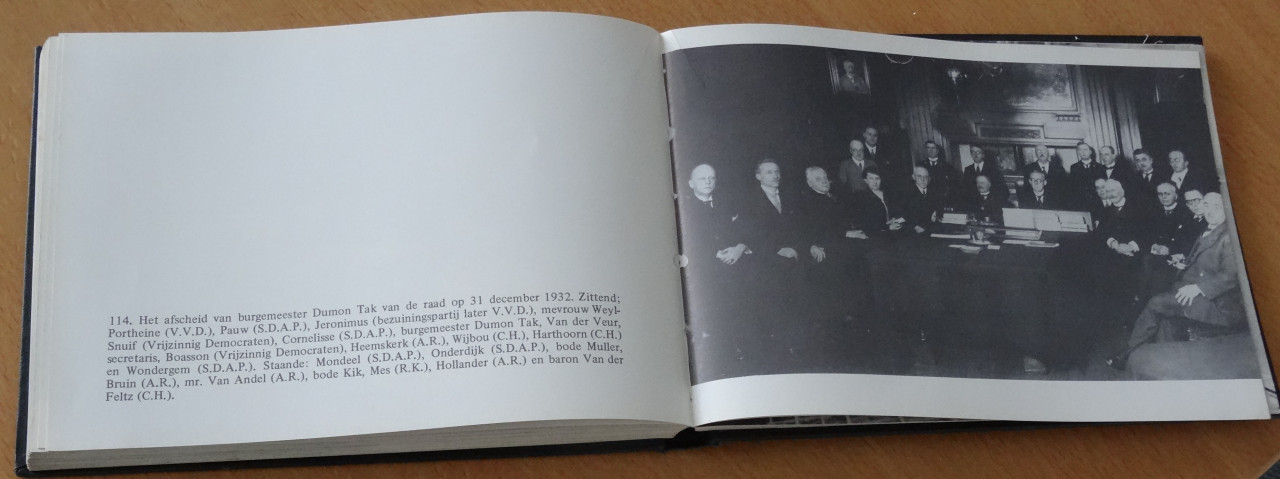 114. Het afscheid van burgemeester Dumon Tak van de raad op 31 december 1932. Zittend;
Portheine (V.V.D.), Pauw (S.D.A.P.), Jeronimus (bezuiningspartij later V.V.D.), mevrouw Weyl-
Snuif (Vrijzinnig Democraten), Cornelisse (S.D.A.P.), burgemeester Dumon Tak, Van der Veur,
secretaris, Boasson (Vrijzinnig Democraten), Heemskerk (A.R.), Wijbou (C.H.), Harthoorn (C.H.)
en Wondergem (S.D.A.P.). Staande: Mondeel (S.D.A.P.), Onderdijk (S.D.A.P.), bode Muller,
Bruin (A.R.), mr. Van Andel (A.R.), bode Kik, Mes (R.K.), Hollander (A.R.) en baron Van der
Feltz (C.H.).